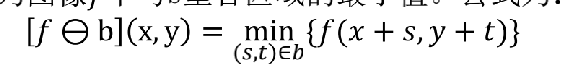 [f ⊖ b](x, y) = min_{(s,t)∈b} {f(x + s, y + t)}